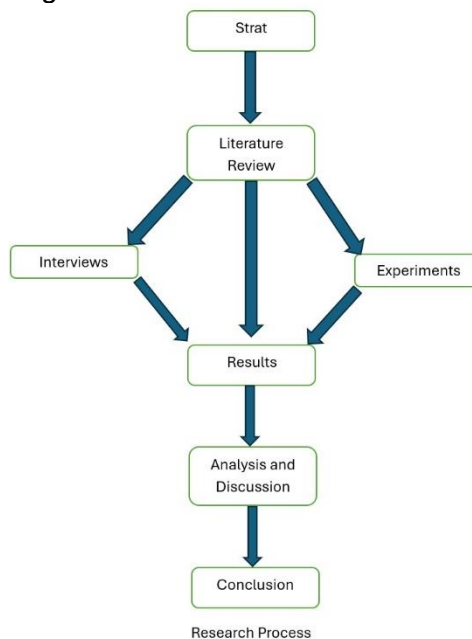 Strat
Literature
Review
Interviews
Experiments
Results
Analysis and
Discussion
Conclusion
Research Process